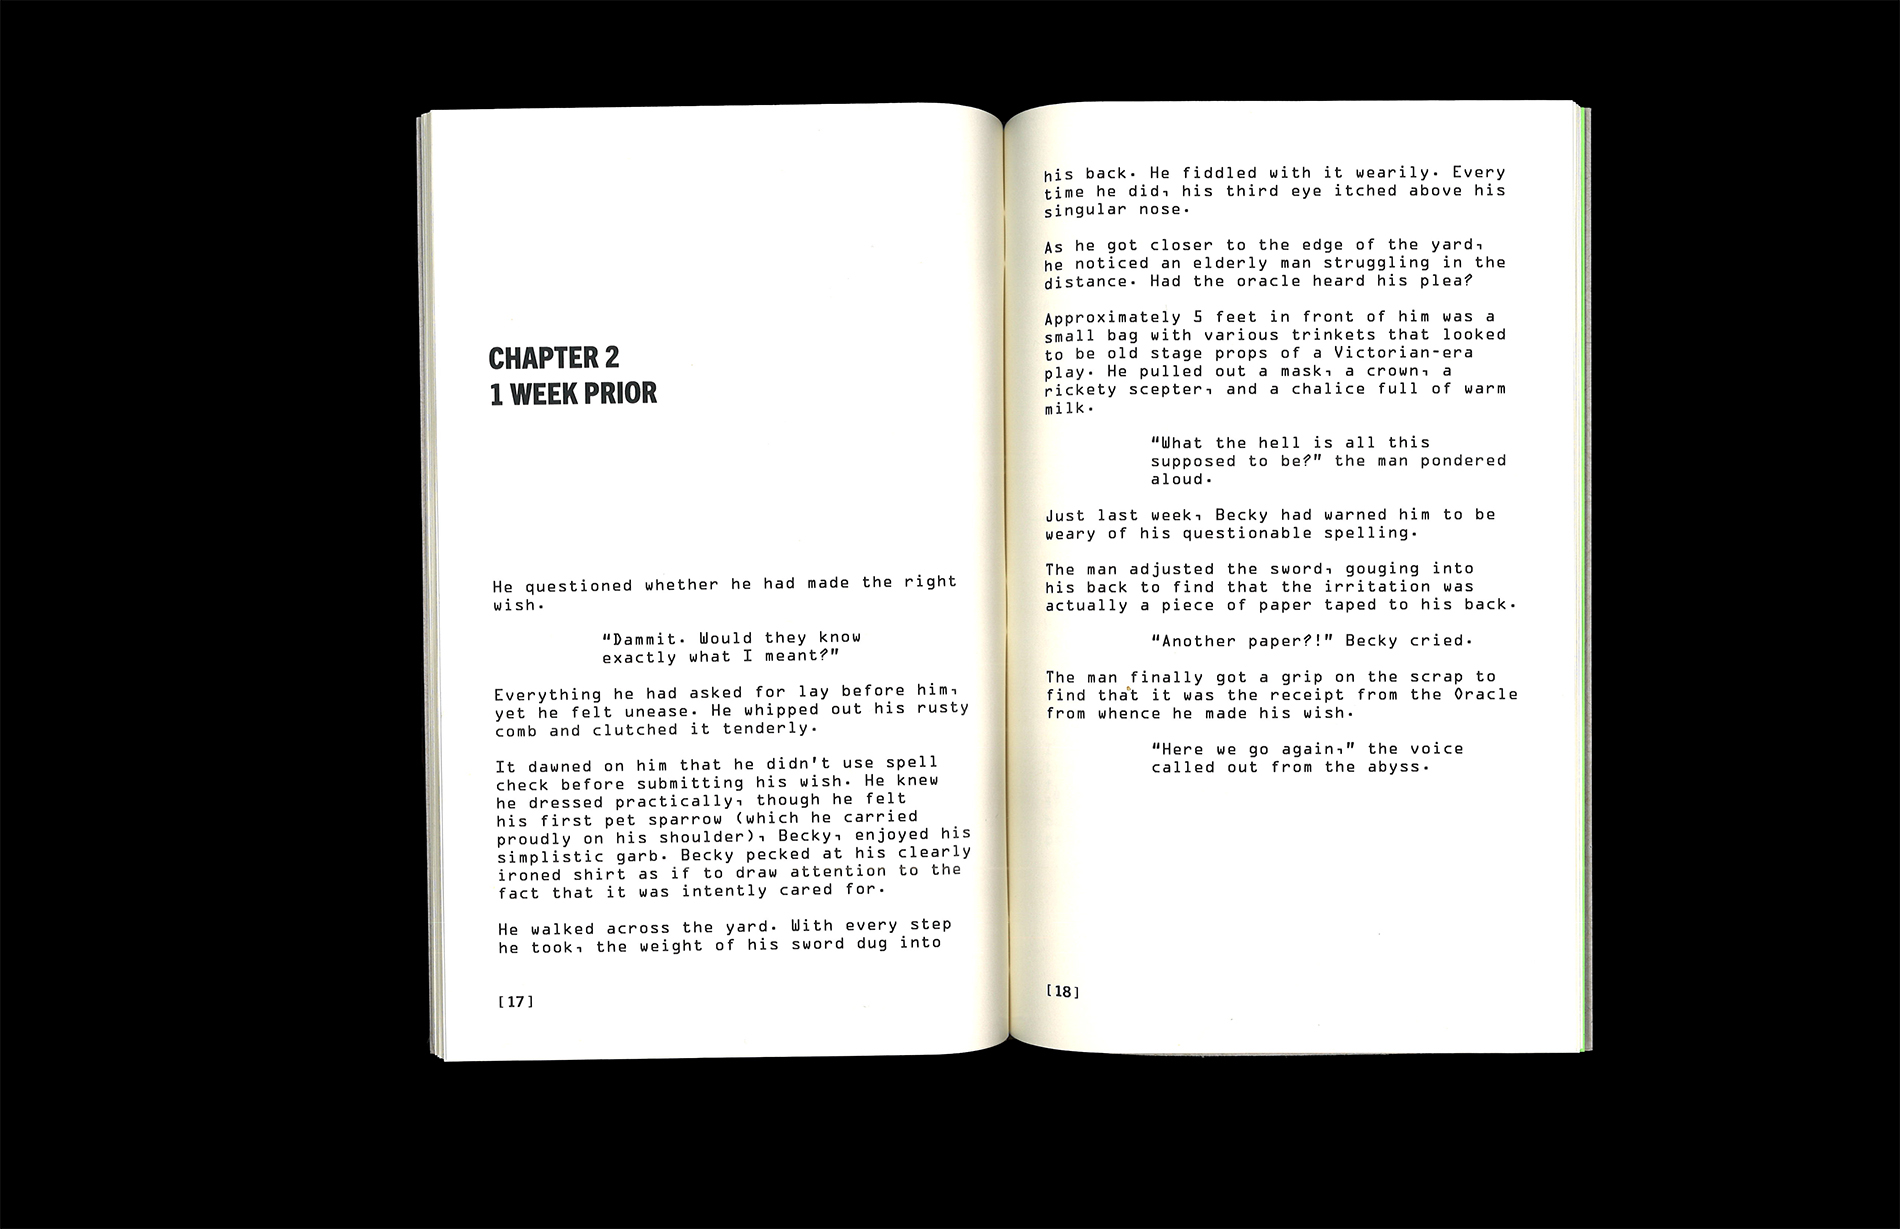 CHAPTER 2
1 WEEK PRIOR
He questioned whether he had made the right
wish.
“Dammit. Would they know
exactly what I meant?”
Everything he had asked for lay before him,
yet he felt unease. He whipped out his rusty
comb and clutched it tenderly.
It dawned on him that he didn't use spell
check before submitting his wish. He knew
he dressed practically, though he felt
his first pet sparrow (which he carried
proudly on his shoulder), Becky, enjoyed his
simplistic garb. Becky pecked at his clearly
ironed shirt as if to draw attention to the
fact that it was intently cared for.
He walked across the yard. With every step
he took, the weight of his sword dug into
[17]
his back. He fiddled with it wearily. Every
time he did, his third eye itched above his
singular nose.
As he got closer to the edge of the yard,
he noticed an elderly man struggling in the
distance. Had the oracle heard his plea?
Approximately 5 feet in front of him was a
small bag with various trinkets that looked
to be old stage props of a Victorian-era
play. He pulled out a mask, a crown, a
rickety scepter, and a chalice full of warm
milk.
“What the hell is all this
supposed to be?” the man pondered
aloud.
Just last week, Becky had warned him to be
weary of his questionable spelling.
The man adjusted the sword, gouging into
his back to find that the irritation was
actually a piece of paper taped to his back.
“Another paper?!” Becky cried.
The man finally got a grip on the scrap to
find that it was the receipt from the Oracle
from whence he made his wish.
“Here we go again,” the voice
called out from the abyss.
[18]